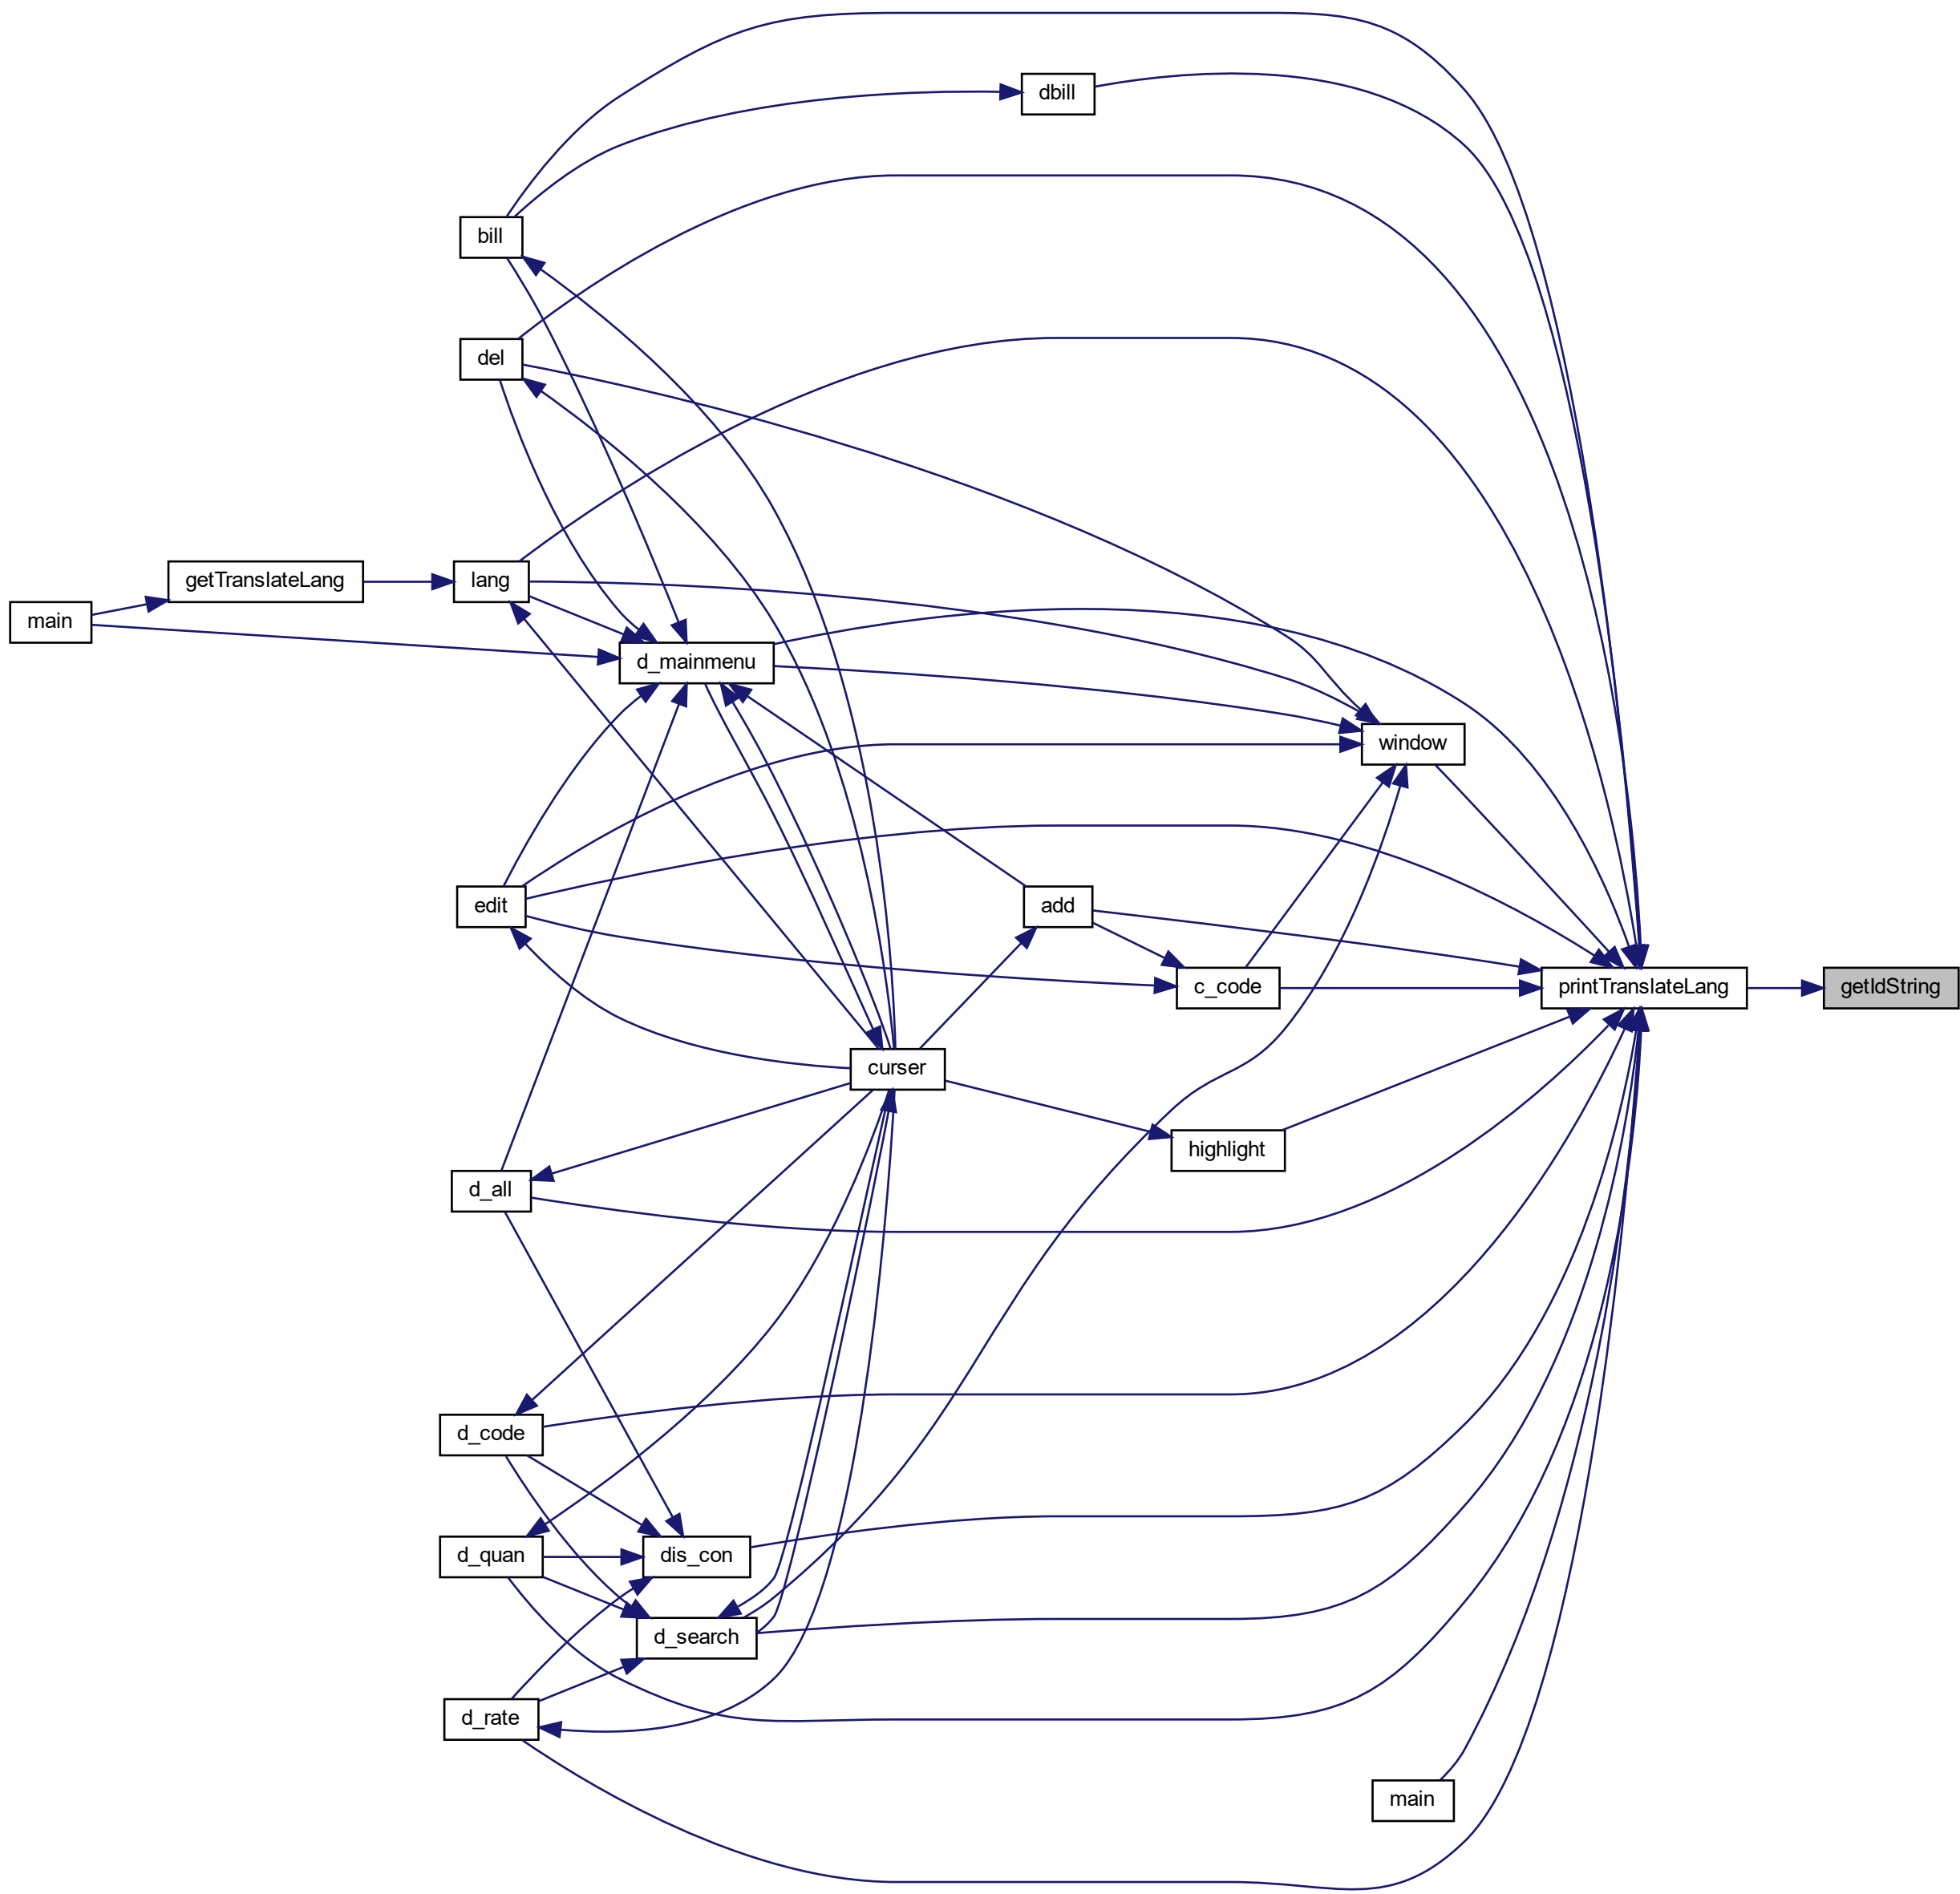 dbill
bill
del
getTranslateLang
lang
main
d_mainmenu
window
edit
add
printTranslateLang
getIdString
c_code
curser
highlight
d_all
d_code
d_quan
dis_con
d_search
d_rate
main